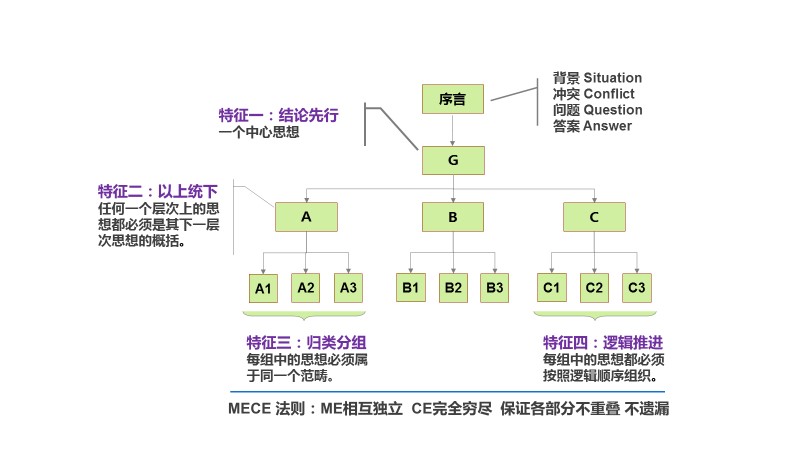 背景 Situation
冲突 Conflict
问题 Question
答案 Answer
序言
特征一：结论先行
一个中心思想
G
特征二：以上统下
任何一个层次上的思
想都必须是其下一层
次思想的概括。
A
B
C
A1
A2
A3
B1
B2
B3
C1
C2
C3
特征三：归类分组
每组中的思想必须属
于同一个范畴。
特征四：逻辑推进
每组中的思想都必须
按照逻辑顺序组织。
MECE 法则：ME相互独立 CE完全穷尽 保证各部分不重叠 不遗漏